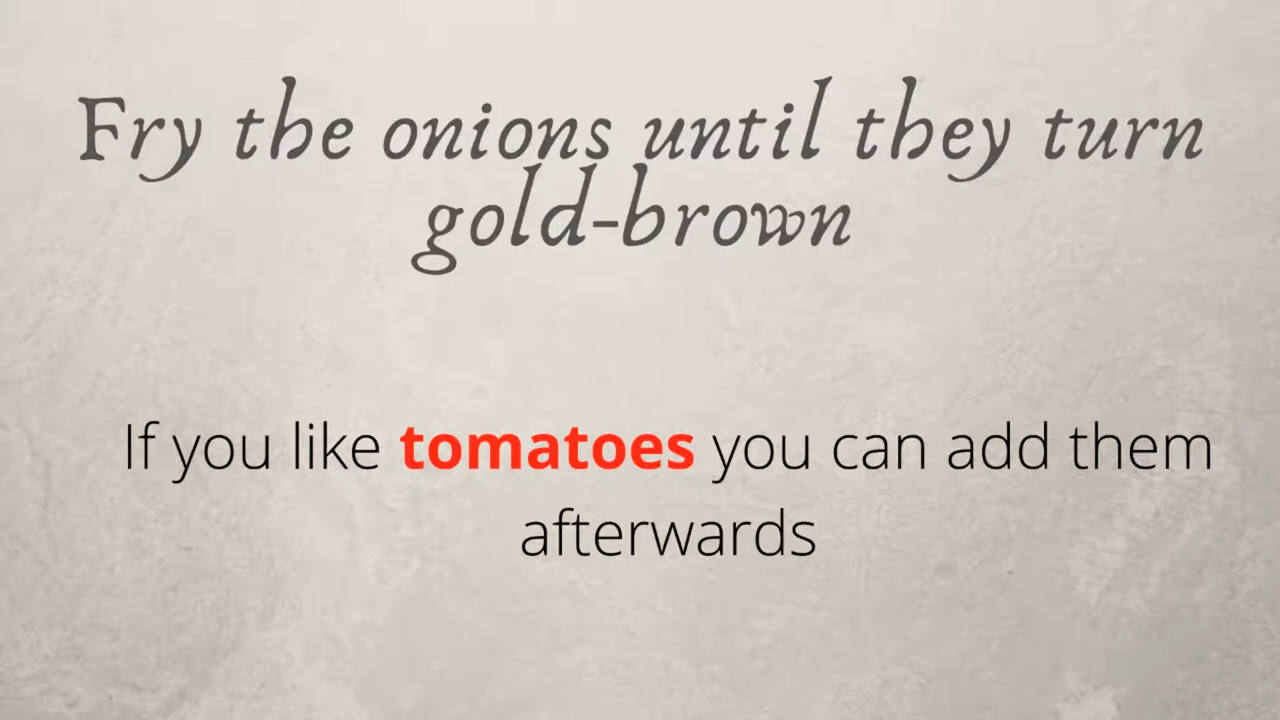 Fry the onions until they turn
gold-brown
If you like tomatoes you can add them
afterwards